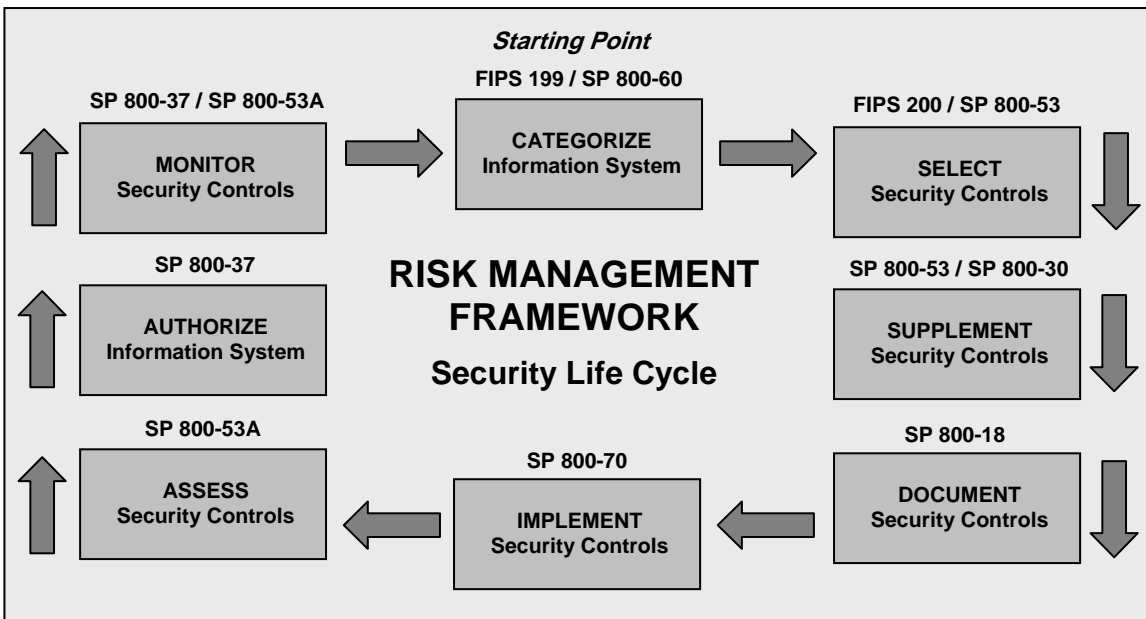 Starting Point
FIPS 199 / SP 800-60
CATEGORIZE
Information System
FIPS 200 / SP 800-53
SELECT
Security Controls
SP 800-53 / SP 800-30
SUPPLEMENT
Security Controls
SP 800-18
DOCUMENT
Security Controls
SP 800-70
IMPLEMENT
Security Controls
SP 800-53A
ASSESS
Security Controls
SP 800-37
AUTHORIZE
Information System
SP 800-37 / SP 800-53A
MONITOR
Security Controls
RISK MANAGEMENT
FRAMEWORK
Security Life Cycle